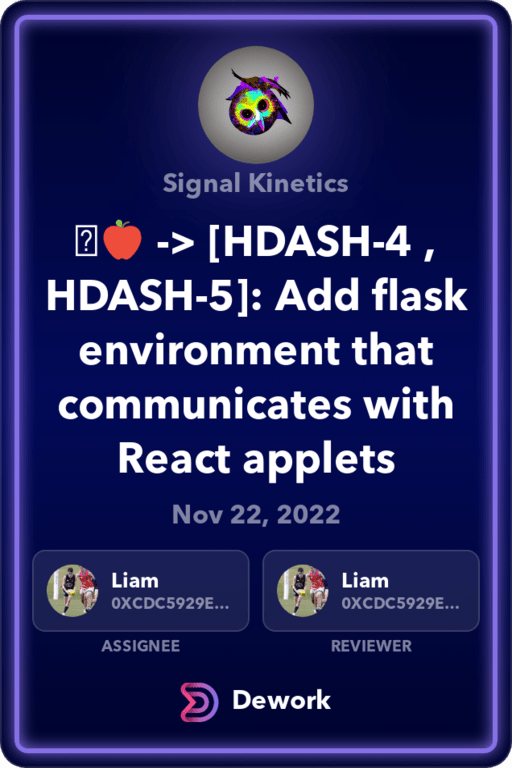 Signal Kinetics
🍎 -> [HDASH-4 ,
HDASH-5]: Add flask
environment that
communicates with
React applets
Nov 22, 2022
Liam
0XCDC5929E...
Liam
0XCDC5929E...
ASSIGNEE
REVIEWER
Dework